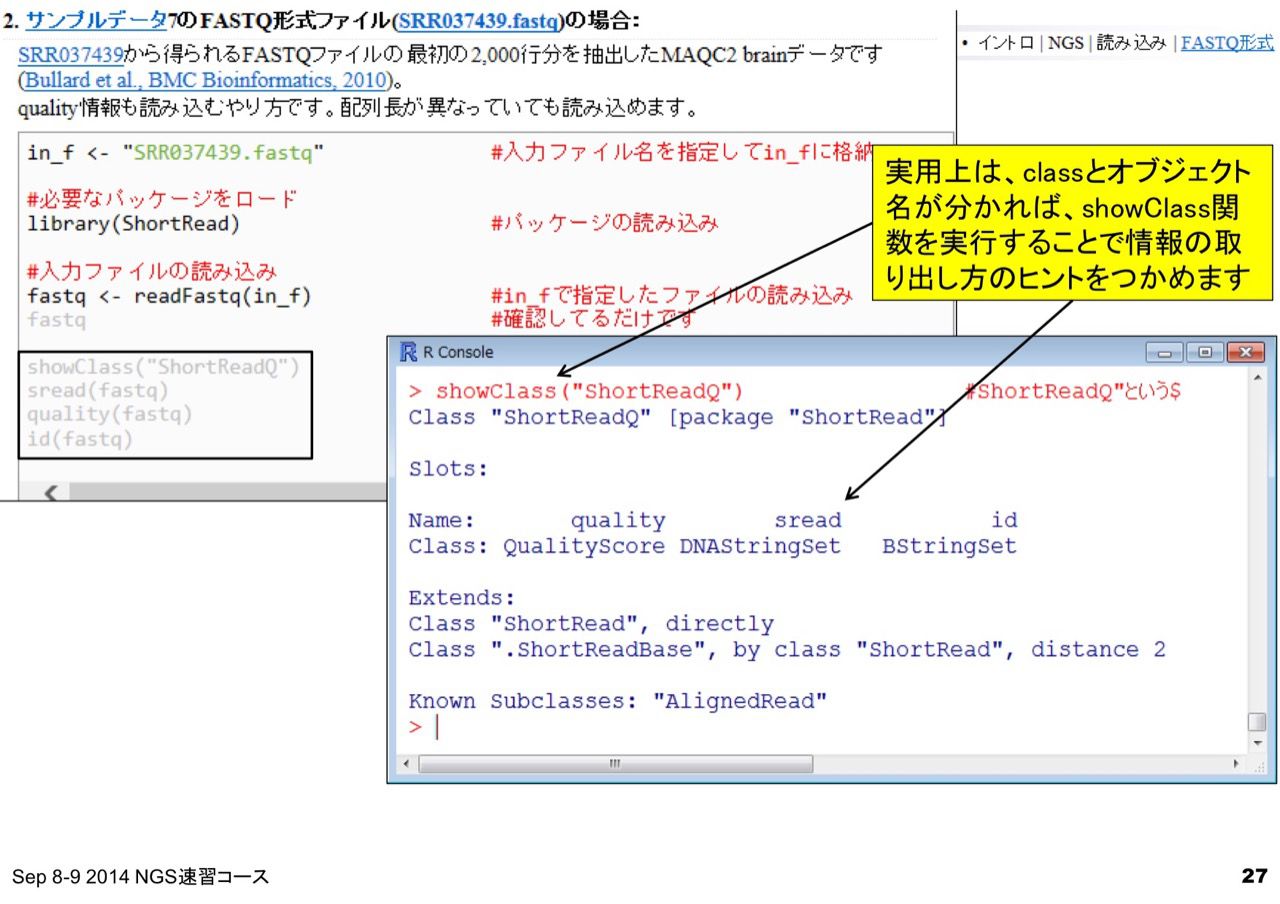 2. サンプルデータ7のFASTQ形式ファイル(SRR037439.fastq)の場合:
SRR037439から得られるFASTQファイルの最初の2,000行分を抽出したMAQC2 brainデータです
(Bullard et al., BMC Bioinformatics, 2010)。
quality情報も読み込むやり方です。配列長が異なっていても読み込めます。
• イントロ | NGS | 読み込み | FASTQ形式
in_f <- "SRR037439.fastq" #入力ファイル名を指定してin_fに格納
#必要なパッケージをロード
library(ShortRead) #パッケージの読み込み
#入力ファイルの読み込み
fastq <- readFastq(in_f) #in_fで指定したファイルの読み込み
fastq #確認してるだけです
showClass("ShortReadQ")
sread(fastq)
quality(fastq)
id(fastq)
実用上は、classとオブジェクト
名が分かれば、showClass関
数を実行することで情報の取
り出し方のヒントをつかめます
R Console
> showClass("ShortReadQ") #ShortReadQ"という$
Class "ShortReadQ" [package "ShortRead"]
Slots:
Name: quality sread id
Class: QualityScore DNAStringSet BStringSet
Extends:
Class "ShortRead", directly
Class ".ShortReadBase", by class "ShortRead", distance 2
Known Subclasses: "AlignedRead"
>
Sep 8-9 2014 NGS速習コース
27